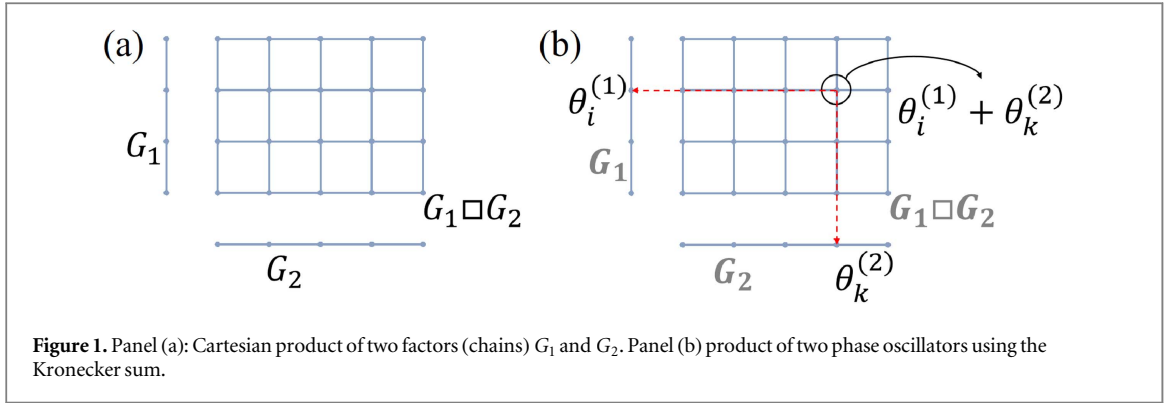 (a)
G₁
G₁□G₂
G₂
(b)
θᵢ⁽¹⁾
θᵢ⁽¹⁾ + θₖ⁽²⁾
G₁
G₁□G₂
G₂
θₖ⁽²⁾
Figure 1. Panel (a): Cartesian product of two factors (chains) G₁ and G₂. Panel (b) product of two phase oscillators using the
Kronecker sum.